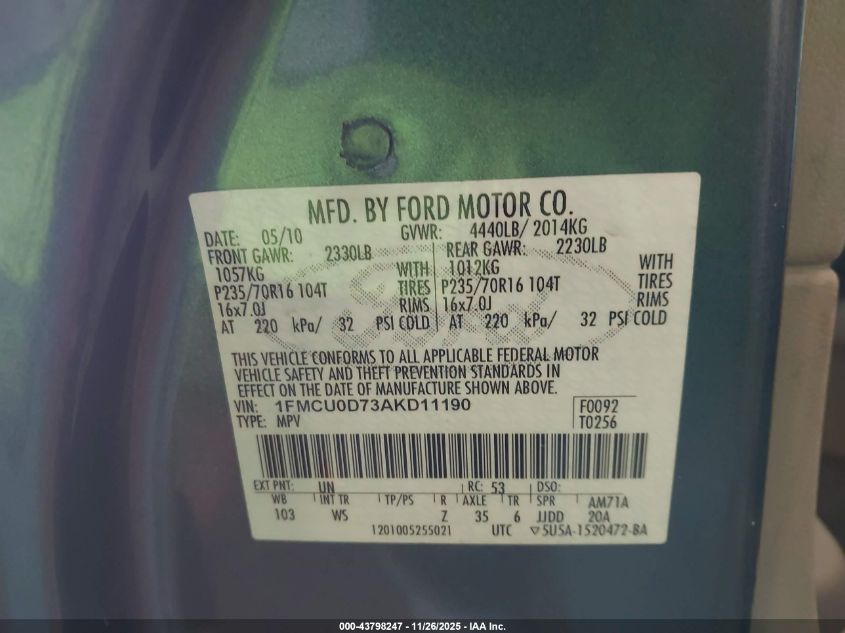 MFD. BY FORD MOTOR CO.
DATE: 05/10 GVWR: 4440LB/ 2014KG
FRONT GAWR: 2330LB REAR GAWR: 2230LB
1057KG WITH 1012KG WITH
P235/70R16 104T TIRES P235/70R16 104T TIRES
16x7.0J RIMS 16x7.0J RIMS
AT 220 kPa/ 32 PSI COLD AT 220 kPa/ 32 PSI COLD
THIS VEHICLE CONFORMS TO ALL APPLICABLE FEDERAL MOTOR
VEHICLE SAFETY AND THEFT PREVENTION STANDARDS IN
EFFECT ON THE DATE OF MANUFACTURE SHOWN ABOVE.
VIN: 1FMCU0D73AKD11190 F0092
TYPE: MPV T0256
EXT PNT: UN RC: 53 DSO:
WB INT TR TP/PS R AXLE TR SPR AM71A
103 WS Z 35 6 JJDD 20A
1201005255021 UTC ▽5U5A-1520472-BA
000-43798247 - 11/26/2025 - IAA Inc.